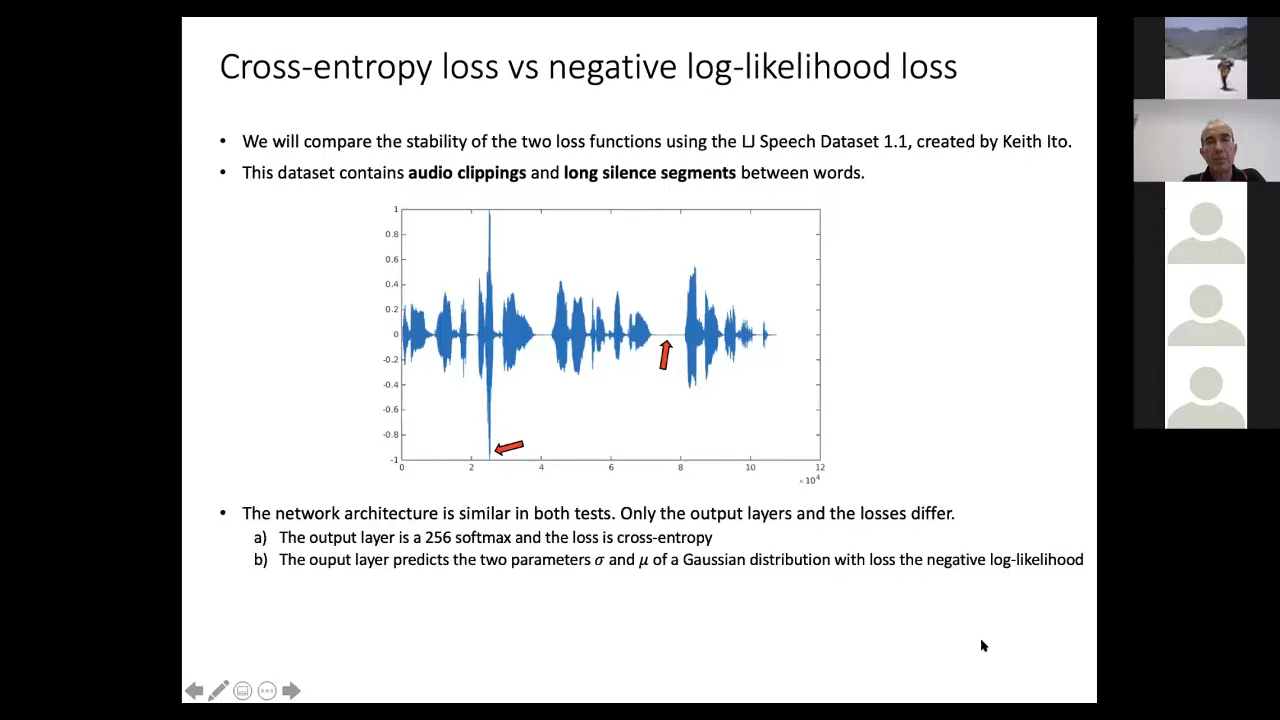 Cross-entropy loss vs negative log-likelihood loss
• We will compare the stability of the two loss functions using the LJ Speech Dataset 1.1, created by Keith Ito.
• This dataset contains audio clippings and long silence segments between words.
1
0.8
0.6
0.4
0.2
0
-0.2
-0.4
-0.6
-0.8
-1
0 2 4 6 8 10 12
× 10⁴
• The network architecture is similar in both tests. Only the output layers and the losses differ.
a) The output layer is a 256 softmax and the loss is cross-entropy
b) The ouput layer predicts the two parameters σ and μ of a Gaussian distribution with loss the negative log-likelihood